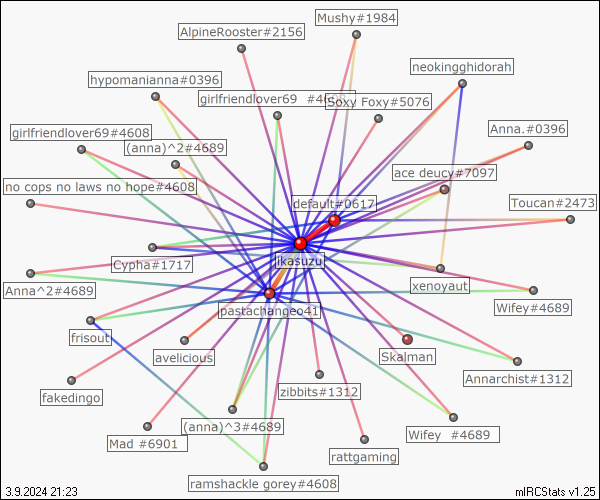 Mushy#1984
AlpineRooster#2156
neokingghidorah
hypomanianna#0396
girlfriendlover69 #4608
Soxy Foxy#5076
Anna.#0396
girlfriendlover69#4608
(anna)^2#4689
ace deucy#7097
no cops no laws no hope#4608
default#0617
Toucan#2473
jkasuzu
Cypha#1717
xenoyaut
Anna^2#4689
Wifey#4689
pastachangeo41
frisout
avelicious
Skalman
Annarchist#1312
zibbits#1312
fakedingo
(anna)^3#4689
Wifey #4689
Mad #6901
rattgaming
ramshackle gorey#4608
3.9.2024 21:23
mIRCStats v1.25